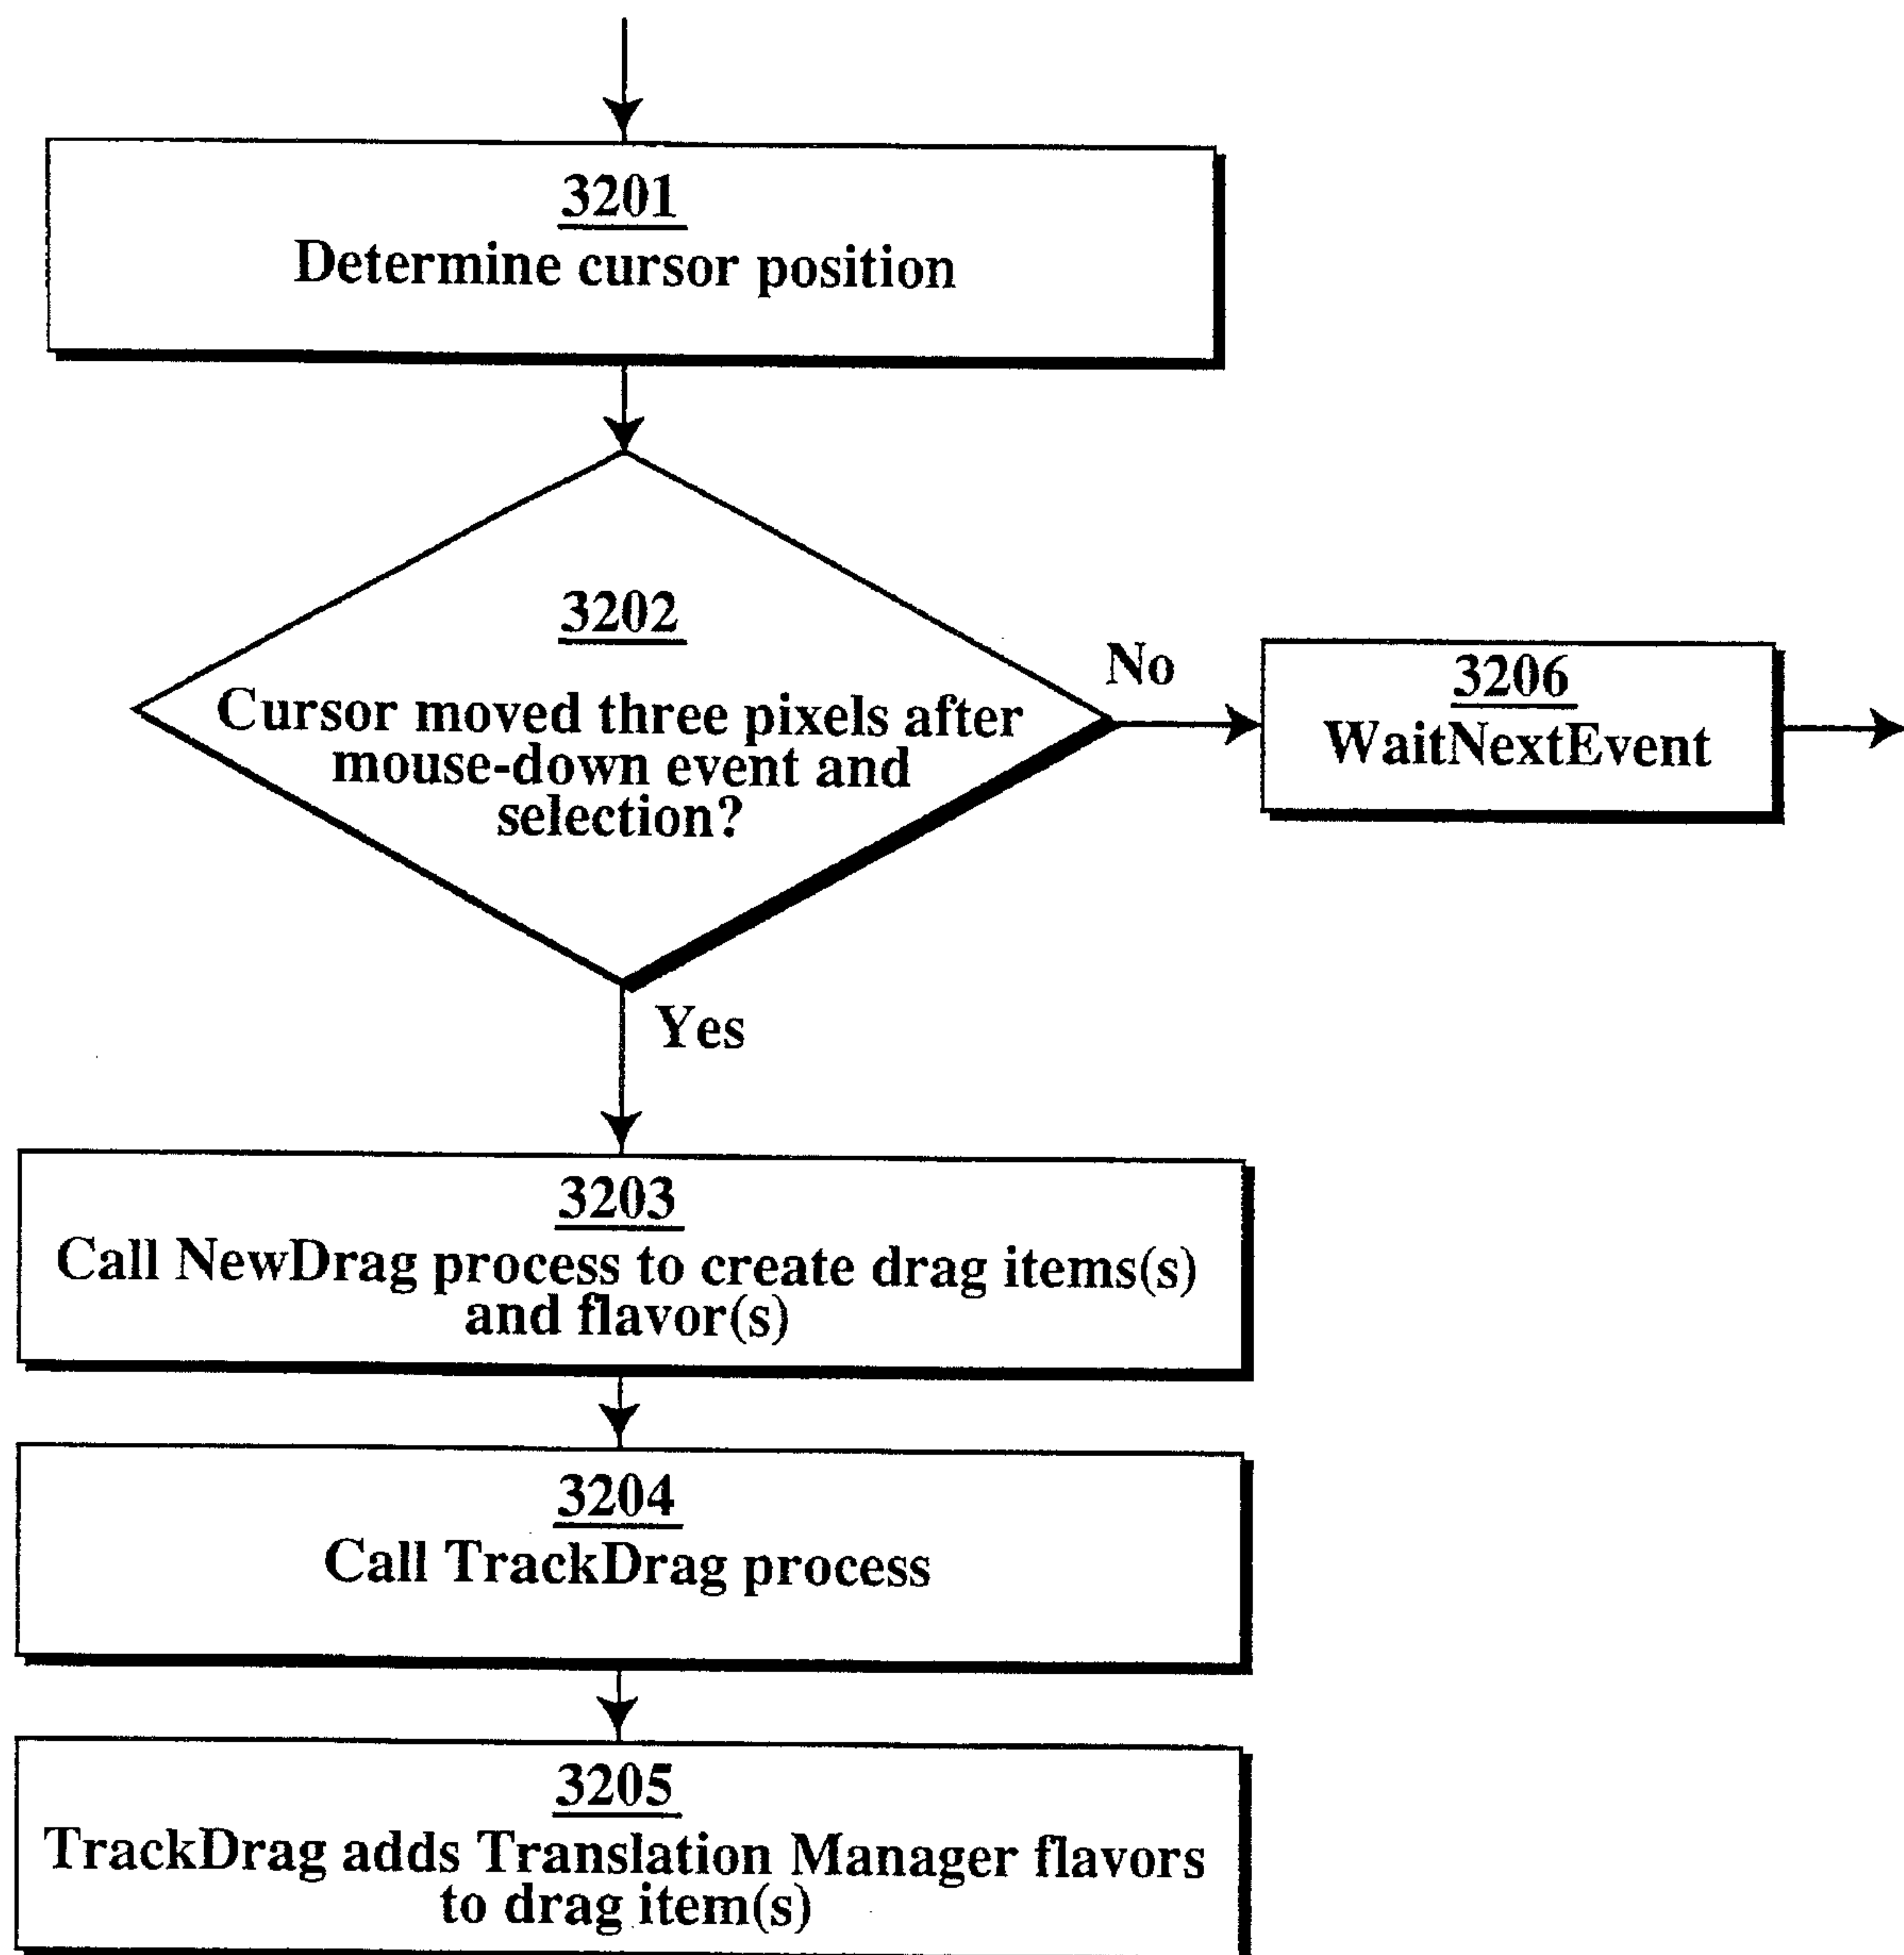 3201
Determine cursor position
3202
Cursor moved three pixels after
mouse-down event and
selection?
No
3206
WaitNextEvent
Yes
3203
Call NewDrag process to create drag items(s)
and flavor(s)
3204
Call TrackDrag process
3205
TrackDrag adds Translation Manager flavors
to drag item(s)